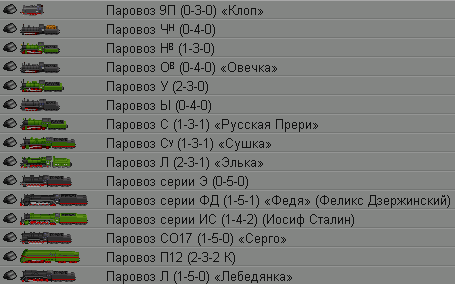 Паровоз 9П (0-3-0) «Клоп»
Паровоз Чн (0-4-0)
Паровоз Нв (1-3-0)
Паровоз Ов (0-4-0) «Овечка»
Паровоз У (2-3-0)
Паровоз Ы (0-4-0)
Паровоз С (1-3-1) «Русская Прери»
Паровоз Су (1-3-1) «Сушка»
Паровоз Л (2-3-1) «Элька»
Паровоз серии Э (0-5-0)
Паровоз серии ФД (1-5-1) «Федя» (Феликс Дзержинский)
Паровоз серии ИС (1-4-2) (Иосиф Сталин)
Паровоз СО17 (1-5-0) «Серго»
Паровоз П12 (2-3-2 К)
Паровоз Л (1-5-0) «Лебедянка»